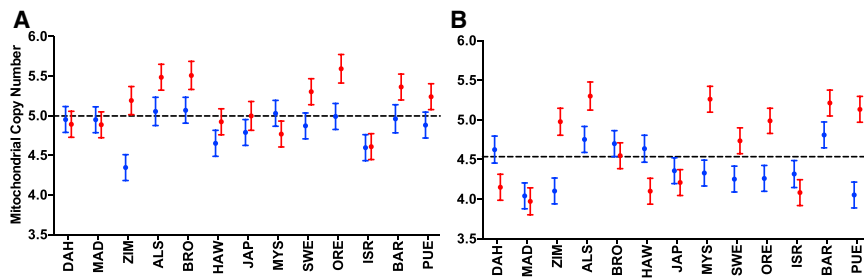 A
Mitochondrial Copy Number
6.0
5.5
5.0
4.5
4.0
3.5
DAH
MAD
ZIM
ALS
BRO
HAW
JAP
MYS
SWE
ORE
ISR
BAR
PUE
B
6.0
5.5
5.0
4.5
4.0
3.5
DAH
MAD
ZIM
ALS
BRO
HAW
JAP
MYS
SWE
ORE
ISR
BAR
PUE